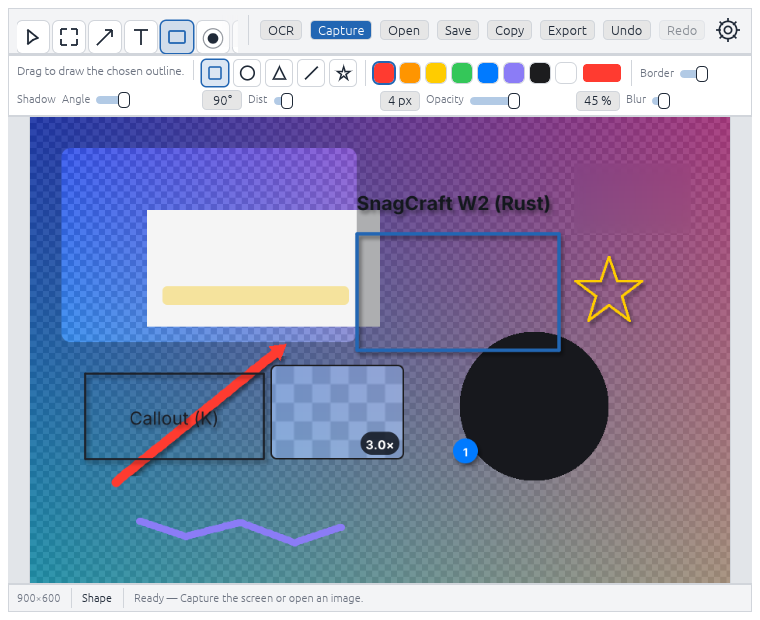 OCR Capture Open Save Copy Export Undo Redo
Drag to draw the chosen outline. Border
Shadow Angle 90° Dist 4 px Opacity 45 % Blur
SnagCraft W2 (Rust)
Callout (K)
3.0×
1
900×600 Shape Ready — Capture the screen or open an image.